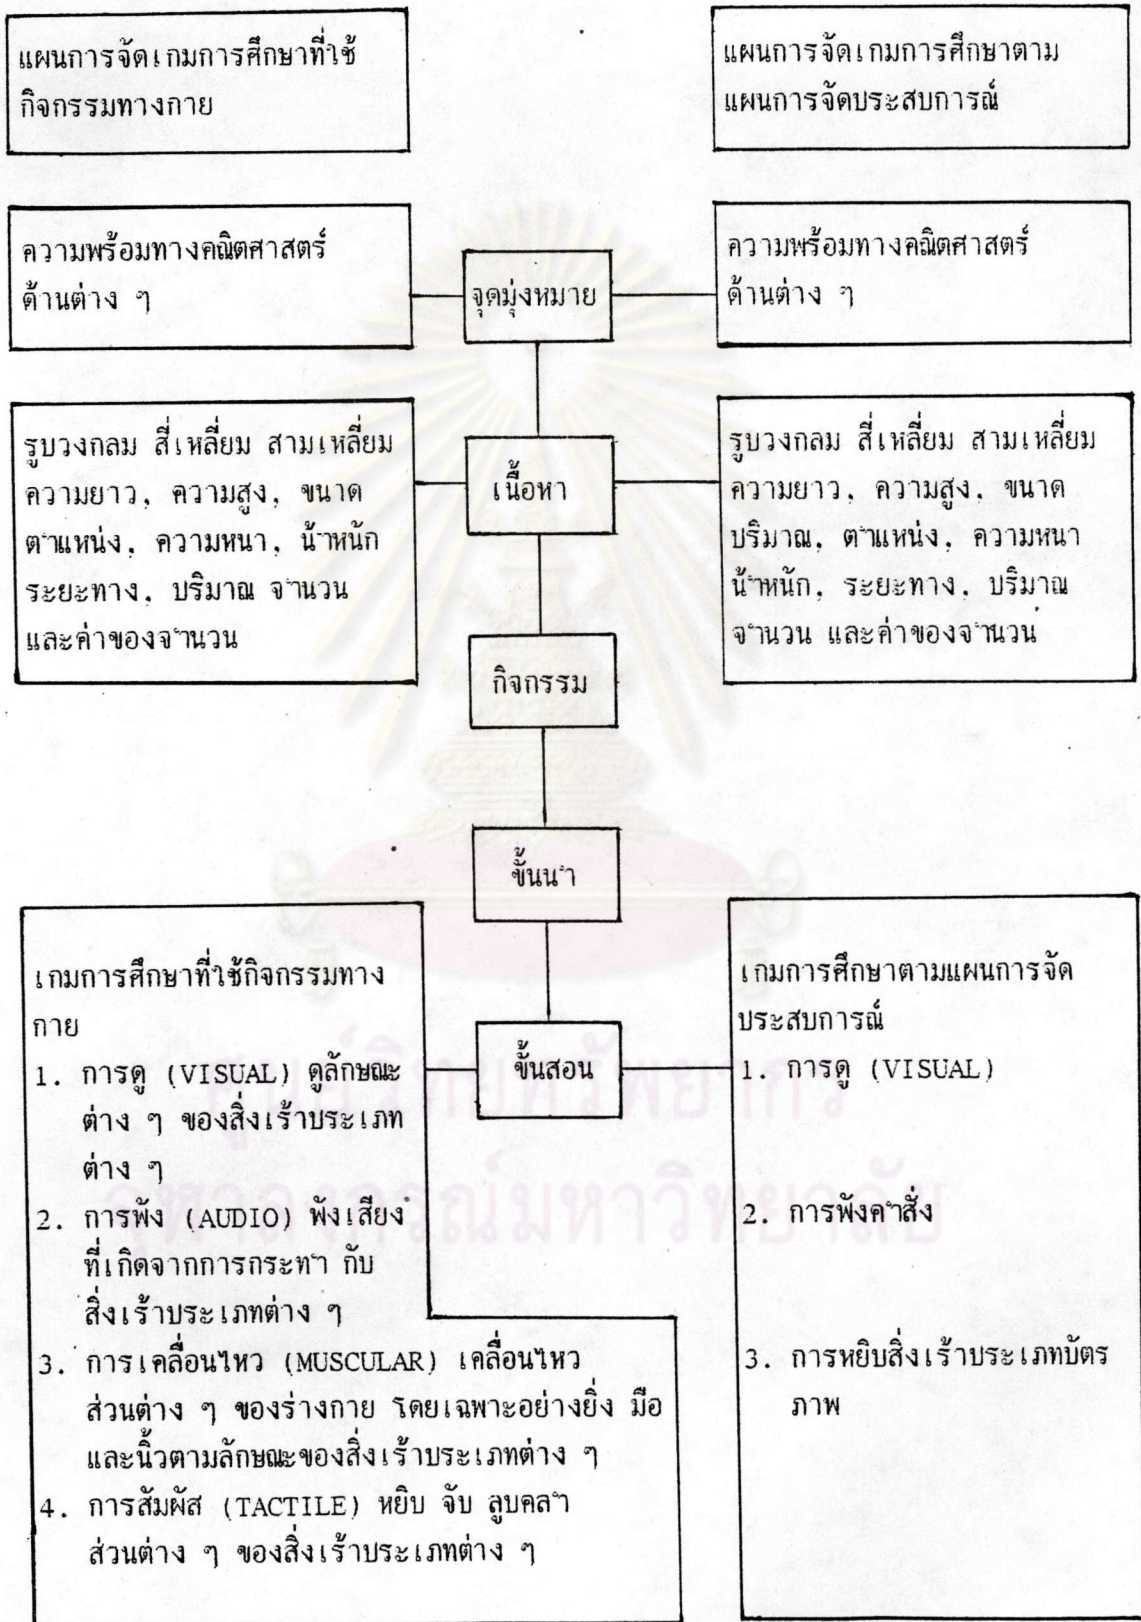 แผนการจัดเกมการศึกษาที่ใช้
กิจกรรมทางกาย
แผนการจัดเกมการศึกษาตาม
แผนการจัดประสบการณ์
ความพร้อมทางคณิตศาสตร์
ด้านต่าง ๆ
จุดมุ่งหมาย
ความพร้อมทางคณิตศาสตร์
ด้านต่าง ๆ
รูบวงกลม สี่เหลี่ยม สามเหลี่ยม
ความยาว, ความสูง, ขนาด
ตำแหน่ง, ความหนา, น้ำหนัก
ระยะทาง, ปริมาณ จำนวน
และค่าของจำนวน
เนื้อหา
รูบวงกลม สี่เหลี่ยม สามเหลี่ยม
ความยาว, ความสูง, ขนาด
ปริมาณ, ตำแหน่ง, ความหนา
น้ำหนัก, ระยะทาง, ปริมาณ
จำนวน และค่าของจำนวน
กิจกรรม
ขั้นนำ
เกมการศึกษาที่ใช้กิจกรรมทาง
กาย
1. การดู (VISUAL) ดูลักษณะ
ต่าง ๆ ของสิ่งเร้าประเภท
ต่าง ๆ
2. การฟัง (AUDIO) ฟังเสียง
ที่เกิดจากการกระทำ กับ
สิ่งเร้าประเภทต่าง ๆ
3. การเคลื่อนไหว (MUSCULAR) เคลื่อนไหว
ส่วนต่าง ๆ ของร่างกาย โดยเฉพาะอย่างยิ่ง มือ
และนิ้วตามลักษณะของสิ่งเร้าประเภทต่าง ๆ
4. การสัมผัส (TACTILE) หยิบ จับ ลูบคลำ
ส่วนต่าง ๆ ของสิ่งเร้าประเภทต่าง ๆ
ขั้นสอน
เกมการศึกษาตามแผนการจัด
ประสบการณ์
1. การดู (VISUAL)
2. การฟังคำสั่ง
3. การหยิบสิ่งเร้าประเภทบัตร
ภาพ
ศูนย์วิทยทรัพยากร
จุฬาลงกรณ์มหาวิทยาลัย